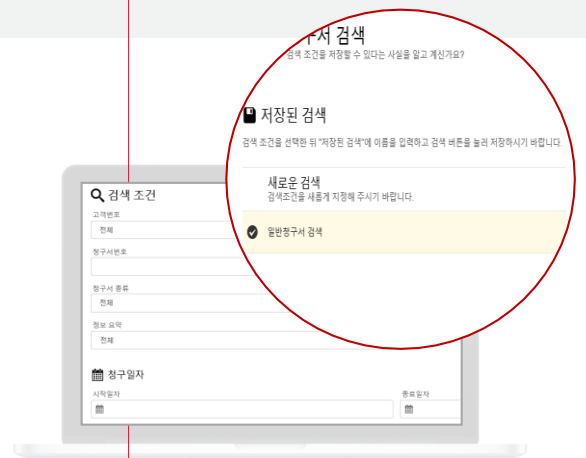 구서 검색
검색 조건을 저장할 수 있다는 사실을 알고 계신가요?
저장된 검색
검색 조건을 선택한 뒤 "저장된 검색"에 이름을 입력하고 검색 버튼을 눌러 저장하시기 바랍니다
새로운 검색
검색조건을 새롭게 지정해 주시기 바랍니다.
일반청구서 검색
검색 조건
고객번호
전체
청구서번호
청구서 종류
전체
정보 요약
전체
청구일자
시작일자
종료일자